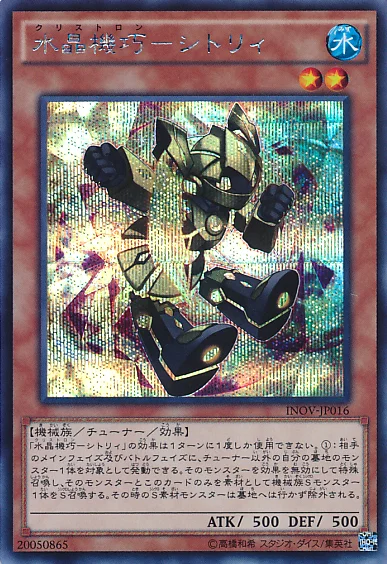 クリストロン
水晶機巧－シトリィ
みず
水
INOV-JP016
【機械族／チューナー／効果】
「水晶機巧－シトリィ」の効果は１ターンに１度しか使用できない。①：相手
のメインフェイズ及びバトルフェイズに、チューナー以外の自分の墓地のモン
スター１体を対象として発動できる。そのモンスターを効果を無効にして特殊
召喚し、そのモンスターとこのカードのみを素材として機械族Ｓモンスター
１体をＳ召喚する。その時のＳ素材モンスターは墓地へは行かず除外される。
ATK/ 500 DEF/ 500
20050865
©高橋和希 スタジオ・ダイス/集英社